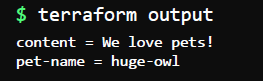 $ terraform output
content = We love pets!
pet-name = huge-owl